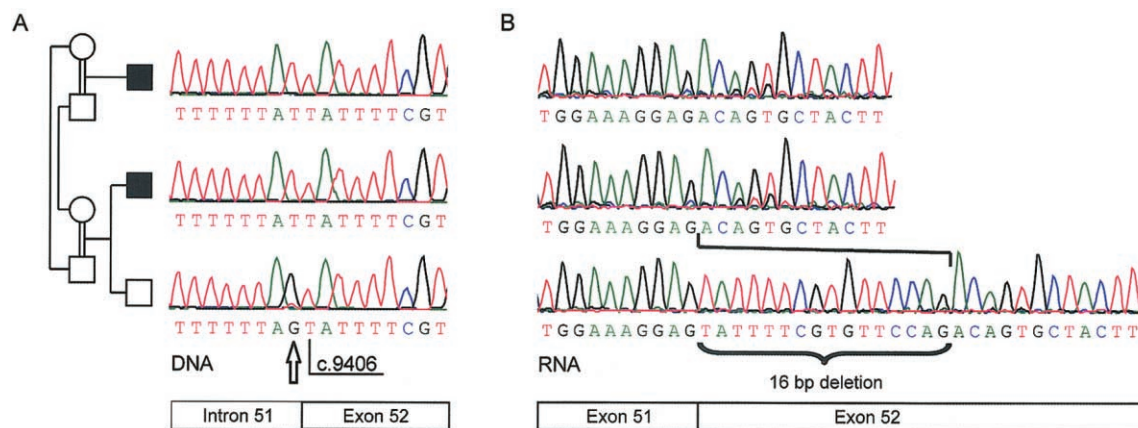 A
B
TTTTTTATTATTTTCGT
TGGAAAGGAGACAGTGCTACTT
TTTTTTATTATTTTCGT
TGGAAAGGAGACAGTGCTACTT
TTTTTTAGTATTTTCGT
TGGAAAGGAGTATTTTCGTGTTCCAGACAGTGCTACTT
DNA
c.9406
RNA
16 bp deletion
Intron 51
Exon 52
Exon 51
Exon 52